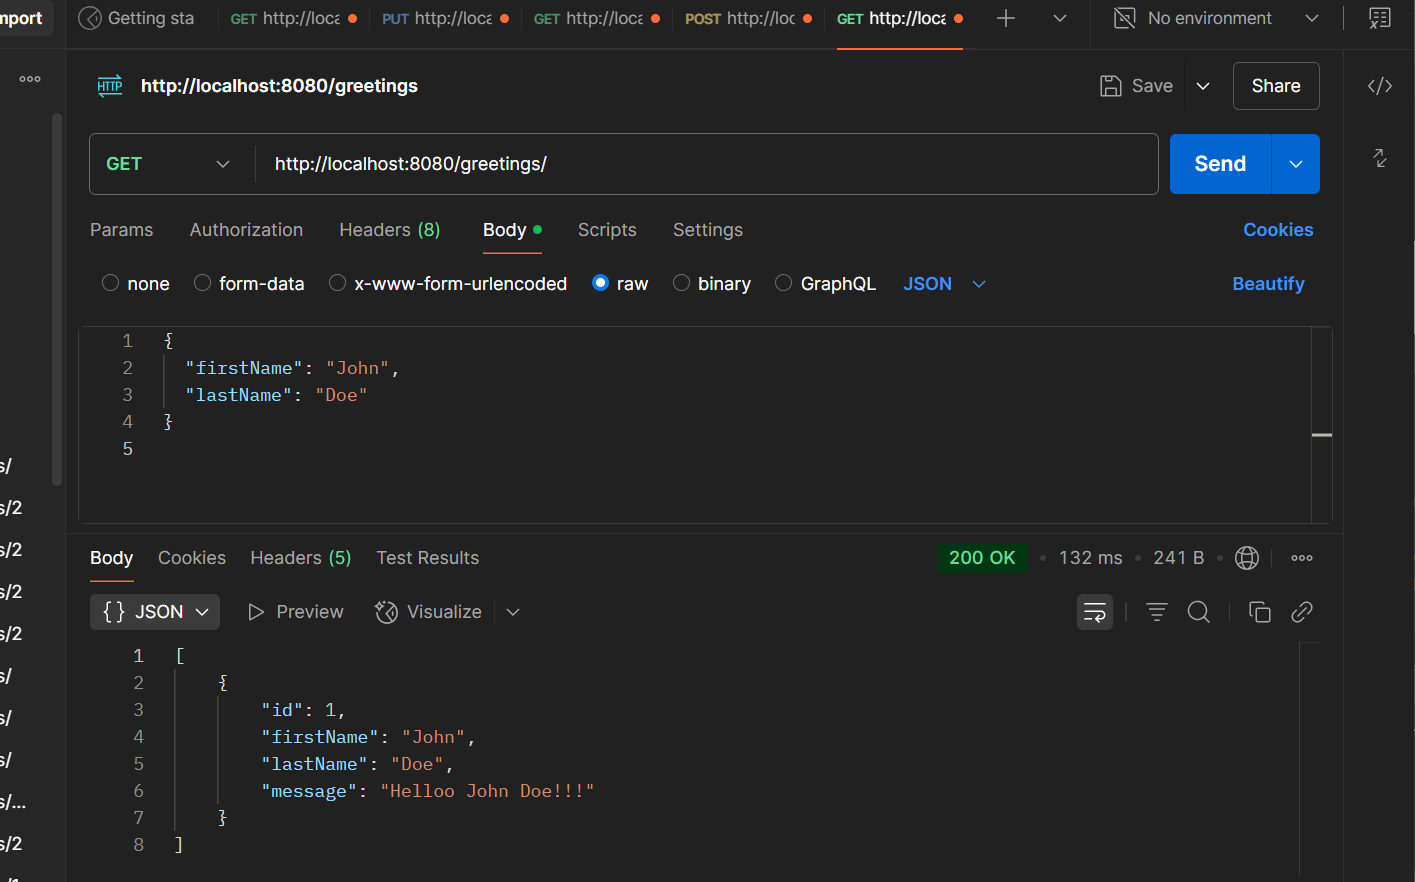 mport
Getting sta GET http://loca PUT http://loca GET http://loca POST http://loc GET http://loca No environment
http://localhost:8080/greetings
Save Share
GET http://localhost:8080/greetings/ Send
Params Authorization Headers (8) Body Scripts Settings Cookies
none form-data x-www-form-urlencoded raw binary GraphQL JSON Beautify
1 {
2 "firstName": "John",
3 "lastName": "Doe"
4 }
5
s/
s/2
s/2
s/2
s/2
s/
s/
s/
s/...
s/2
Body Cookies Headers (5) Test Results 200 OK 132 ms 241 B
{} JSON Preview Visualize
1 [
2 {
3 "id": 1,
4 "firstName": "John",
5 "lastName": "Doe",
6 "message": "Helloo John Doe!!!"
7 }
8 ]